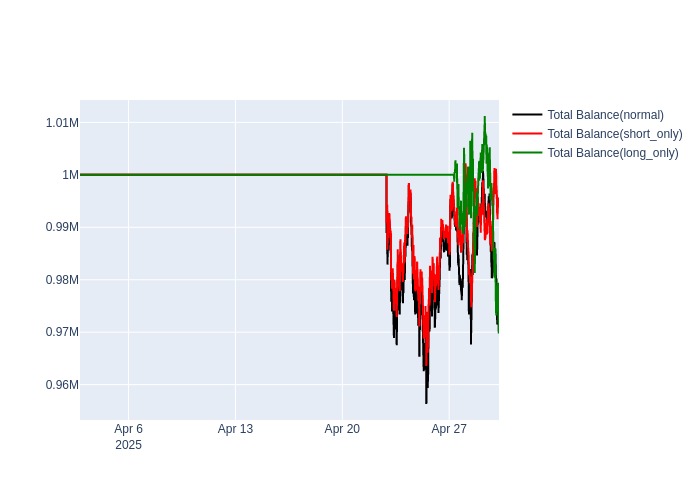 1.01M
1M
0.99M
0.98M
0.97M
0.96M
Apr 6
2025
Apr 13
Apr 20
Apr 27
Total Balance(normal)
Total Balance(short_only)
Total Balance(long_only)